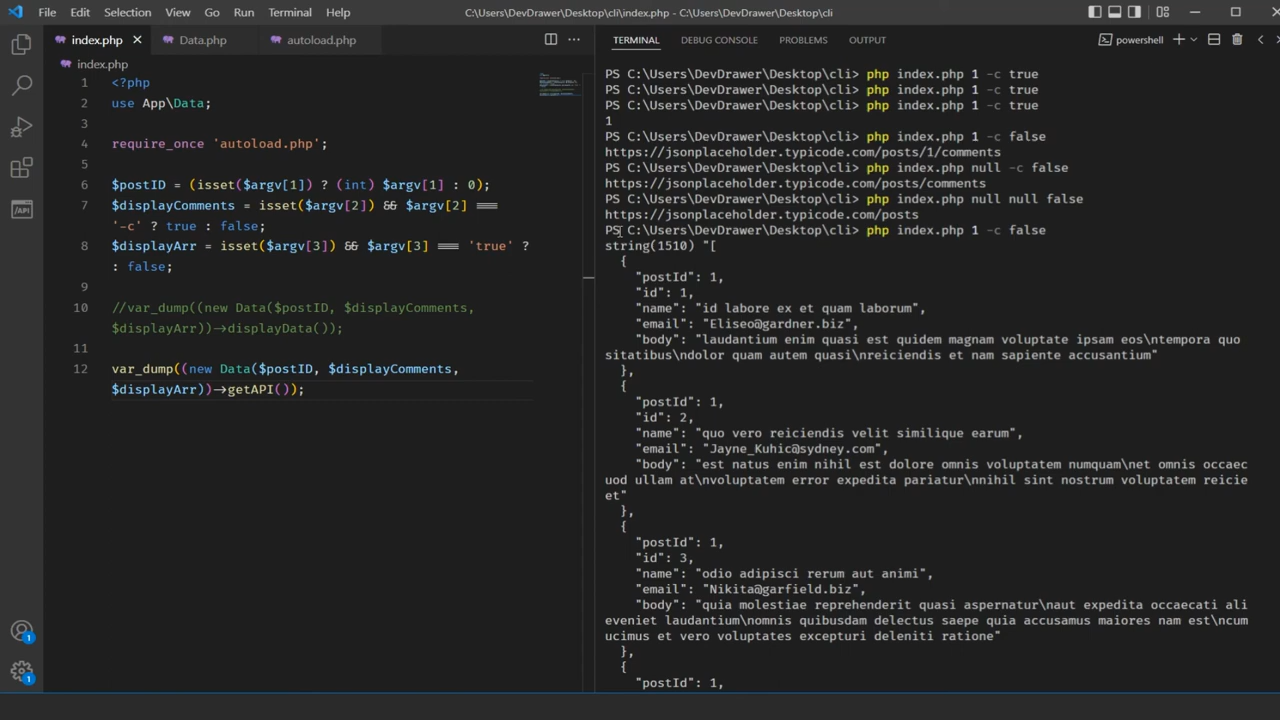 File Edit Selection View Go Run Terminal Help
C:\Users\DevDrawer\Desktop\cli\index.php - C:\Users\DevDrawer\Desktop\cli
index.php
Data.php
autoload.php
index.php
1 <?php
2 use App\Data;
3
4 require_once 'autoload.php';
5
6 $postID = (isset($argv[1]) ? (int) $argv[1] : 0);
7 $displayComments = isset($argv[2]) && $argv[2] ===
'-c' ? true : false;
8 $displayArr = isset($argv[3]) && $argv[3] === 'true' ?
: false;
9
10 //var_dump((new Data($postID, $displayComments,
$displayArr))->displayData());
11
12 var_dump((new Data($postID, $displayComments,
$displayArr))->getAPI());
1
1
TERMINAL DEBUG CONSOLE PROBLEMS OUTPUT
powershell
PS C:\Users\DevDrawer\Desktop\cli> php index.php 1 -c true
PS C:\Users\DevDrawer\Desktop\cli> php index.php 1 -c true
PS C:\Users\DevDrawer\Desktop\cli> php index.php 1 -c true
1
PS C:\Users\DevDrawer\Desktop\cli> php index.php 1 -c false
https://jsonplaceholder.typicode.com/posts/1/comments
PS C:\Users\DevDrawer\Desktop\cli> php index.php null -c false
https://jsonplaceholder.typicode.com/posts/comments
PS C:\Users\DevDrawer\Desktop\cli> php index.php null null false
https://jsonplaceholder.typicode.com/posts
PS C:\Users\DevDrawer\Desktop\cli> php index.php 1 -c false
string(1510) "[
{
"postId": 1,
"id": 1,
"name": "id labore ex et quam laborum",
"email": "Eliseo@gardner.biz",
"body": "laudantium enim quasi est quidem magnam voluptate ipsam eos\ntempora quo
sitatibus\ndolor quam autem quasi\nreiciendis et nam sapiente accusantium"
},
{
"postId": 1,
"id": 2,
"name": "quo vero reiciendis velit similique earum",
"email": "Jayne_Kuhic@sydney.com",
"body": "est natus enim nihil est dolore omnis voluptatem numquam\net omnis occaec
uod ullam at\nvoluptatem error expedita pariatur\nnihil sint nostrum voluptatem reicie
et"
},
{
"postId": 1,
"id": 3,
"name": "odio adipisci rerum aut animi",
"email": "Nikita@garfield.biz",
"body": "quia molestiae reprehenderit quasi aspernatur\naut expedita occaecati ali
eveniet laudantium\nomnis quibusdam delectus saepe quia accusamus maiores nam est\ncum
ucimus et vero voluptates excepturi deleniti ratione"
},
{
"postId": 1,